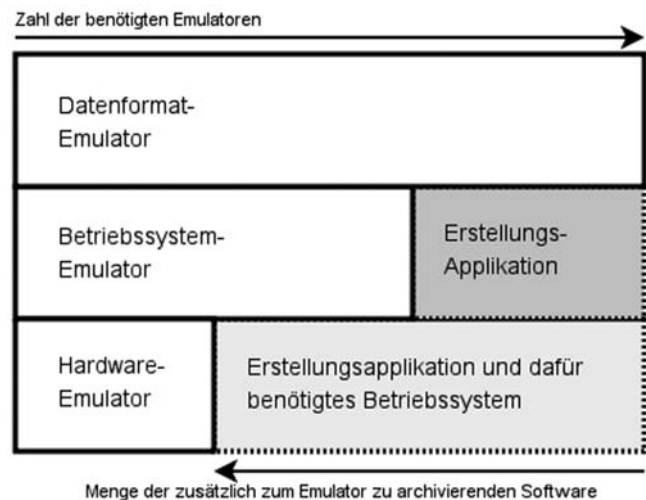 Zahl der benötigten Emulatoren
Datenformat-
Emulator
Betriebssystem-
Emulator
Erstellungs-
Applikation
Hardware-
Emulator
Erstellungsapplikation und dafür
benötigtes Betriebssystem
Menge der zusätzlich zum Emulator zu archivierenden Software